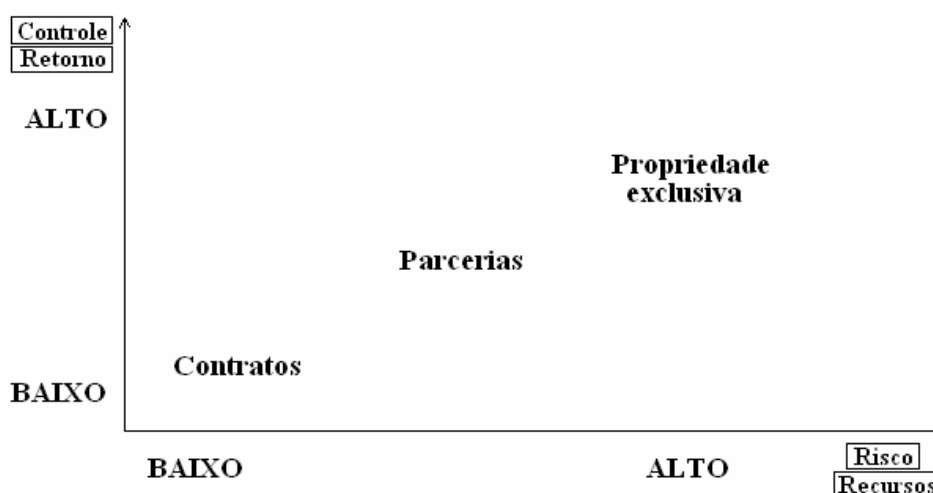 Controle
Retorno
ALTO
Propriedade
exclusiva
Parcerias
Contratos
BAIXO
BAIXO
ALTO
Risco
Recursos